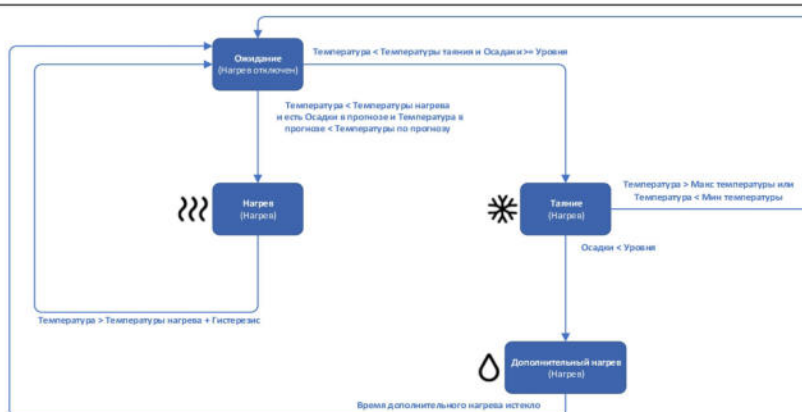 Ожидание
(Нагрев отключен)
Температура < Температуры таяния и Осадаки >= Уровня
Температура < Температуры нагрева
и есть Осадки в прогнозе и Температура в
прогнозе < Температуры по прогнозу
Нагрев
(Нагрев)
Таяние
(Нагрев)
Температура > Макс температуры или
Температура < Мин температуры
Осадки < Уровня
Температура > Температуры нагрева + Гистерезис
Дополнительный нагрев
(Нагрев)
Время дополнительного нагрева истекло